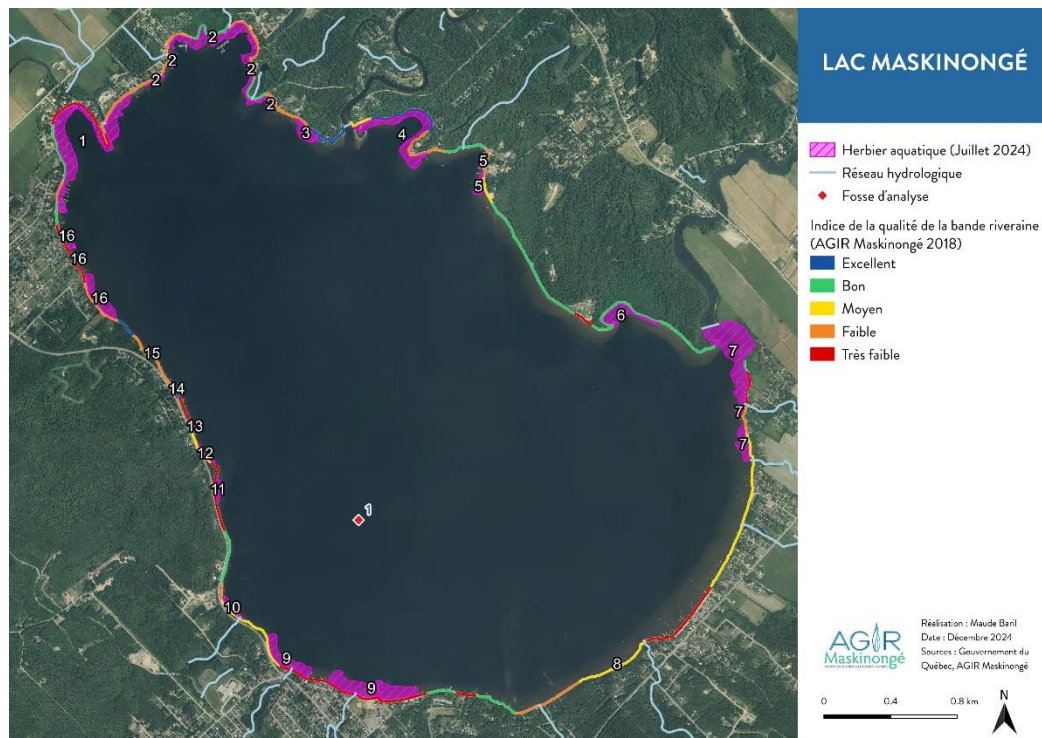 LAC MASKINONGÉ
Herbier aquatique (Juillet 2024)
Réseau hydrologique
Fosse d'analyse
Indice de la qualité de la bande riveraine
(AGIR Maskinongé 2018)
Excellent
Bon
Moyen
Faible
Très faible
2
2
2
2
2
1
3
4
5
5
16
16
16
6
7
7
7
15
14
13
12
11
1
10
9
9
8
AGIR
Maskinongé
Réalisation : Maude Baril
Date : Décembre 2024
Sources : Gouvernement du
Québec, AGIR Maskinongé
0 0.4 0.8 km
N